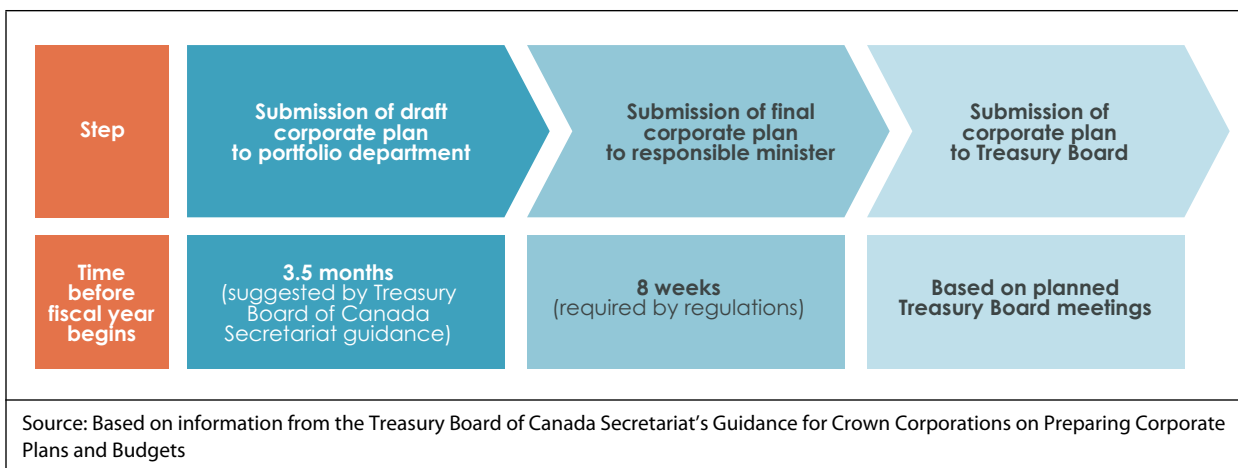 Step
Submission of draft
corporate plan
to portfolio department
Submission of final
corporate plan
to responsible minister
Submission of
corporate plan
to Treasury Board
Time
before
fiscal year
begins
3.5 months
(suggested by Treasury
Board of Canada
Secretariat guidance)
8 weeks
(required by regulations)
Based on planned
Treasury Board meetings
Source: Based on information from the Treasury Board of Canada Secretariat’s Guidance for Crown Corporations on Preparing Corporate
Plans and Budgets